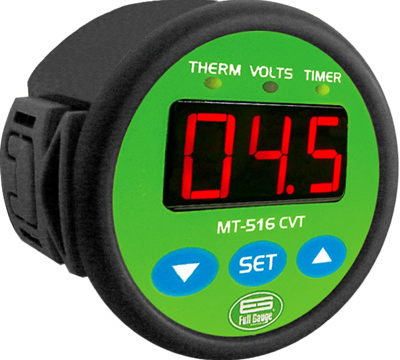 THERM VOLTS TIMER
04.5
MT-516 CVT
SET
Full Gauge